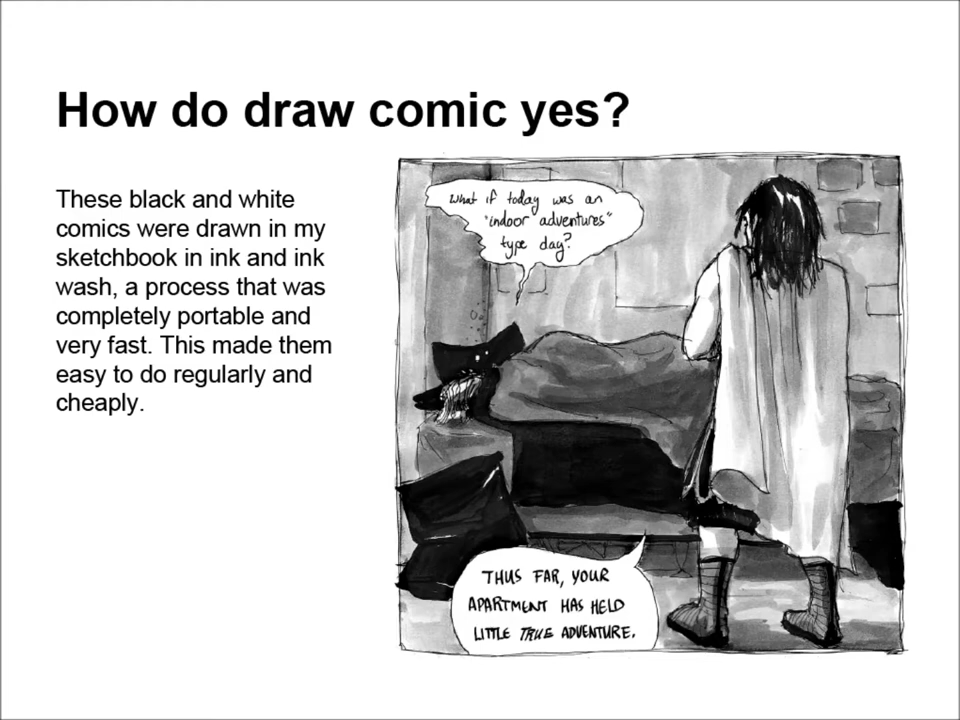 How do draw comic yes?
These black and white
comics were drawn in my
sketchbook in ink and ink
wash, a process that was
completely portable and
very fast. This made them
easy to do regularly and
cheaply.
What if today was an
"indoor adventures"
type day?
THUS FAR, YOUR
APARTMENT HAS HELD
LITTLE TRUE ADVENTURE.